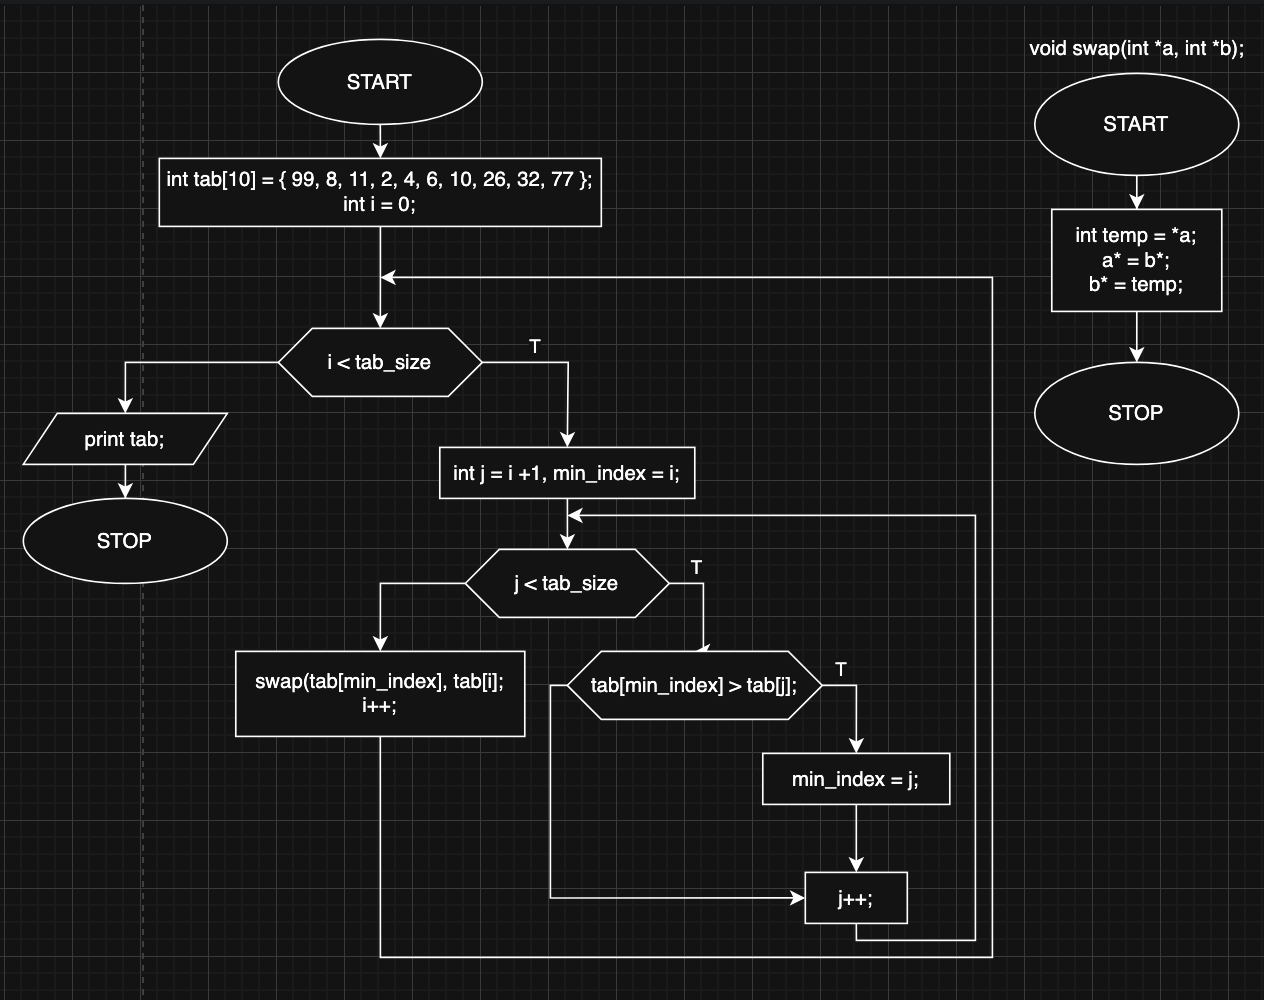 START
int tab[10] = { 99, 8, 11, 2, 4, 6, 10, 26, 32, 77 };
int i = 0;
i < tab_size
T
print tab;
STOP
int j = i +1, min_index = i;
j < tab_size
T
swap(tab[min_index], tab[i];
i++;
tab[min_index] > tab[j];
T
min_index = j;
j++;
void swap(int *a, int *b);
START
int temp = *a;
a* = b*;
b* = temp;
STOP